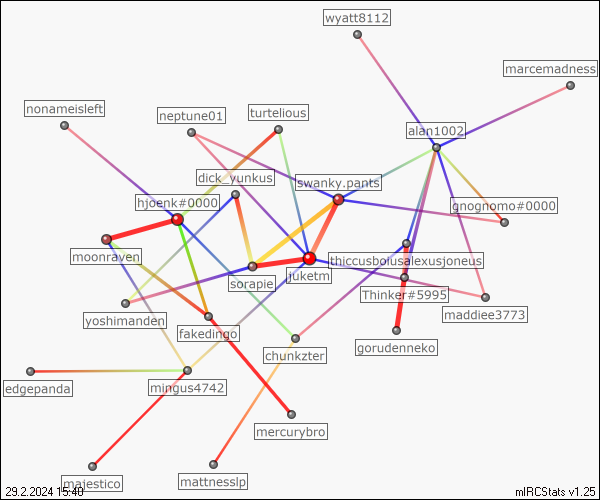 wyatt8112
marcemadness
nonameisleft
neptune01
turtelious
alan1002
dick_yunkus
swanky.pants
hjoenk#0000
gnognomo#0000
moonraven
thiccusbolusalexusjoneus
sorapie
juketm
Thinker#5995
yoshimanden
maddiee3773
fakedingo
chunkzter
gorudenneko
edgepanda
mingus4742
mercurybro
majestico
mattnesslp
29.2.2024 15:40
mIRCStats v1.25